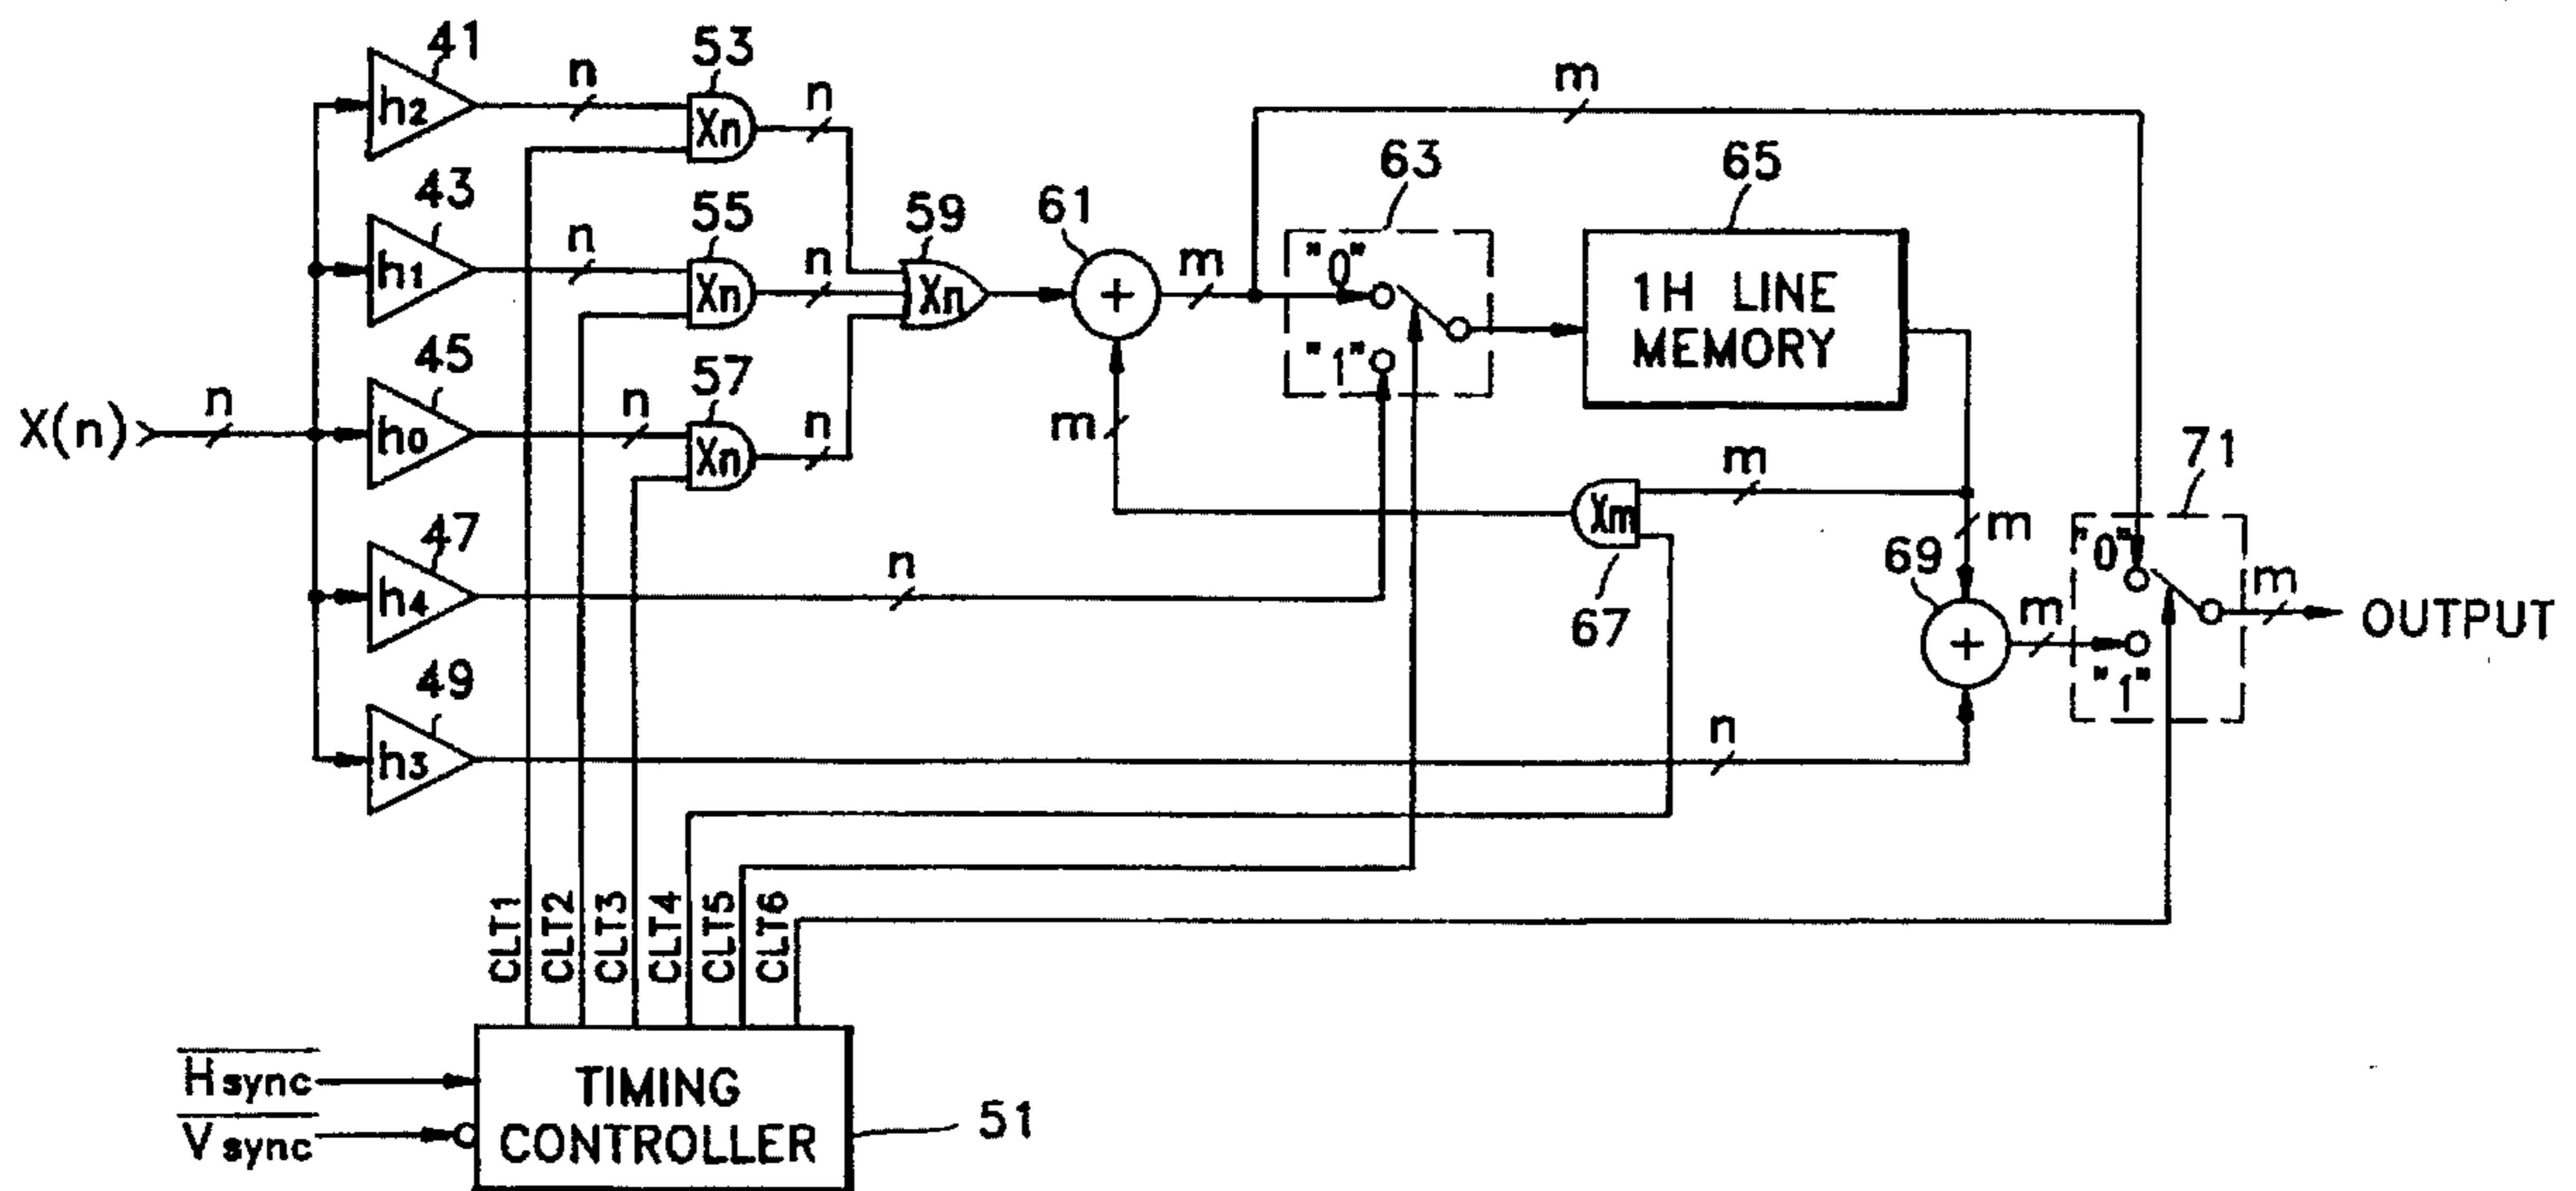 41
h2
n
53
Xn
n
m
43
h1
n
55
Xn
n
59
Xn
61
+
m
63
"0"
"1"
65
1H LINE
MEMORY
X(n)
n
45
h0
n
57
Xn
n
m
m
Xm
67
m
69
+
m
71
"0"
"1"
m
OUTPUT
47
h4
n
49
h3
n
CLT1
CLT2
CLT3
CLT4
CLT5
CLT6
Hsync
Vsync
TIMING
CONTROLLER
51